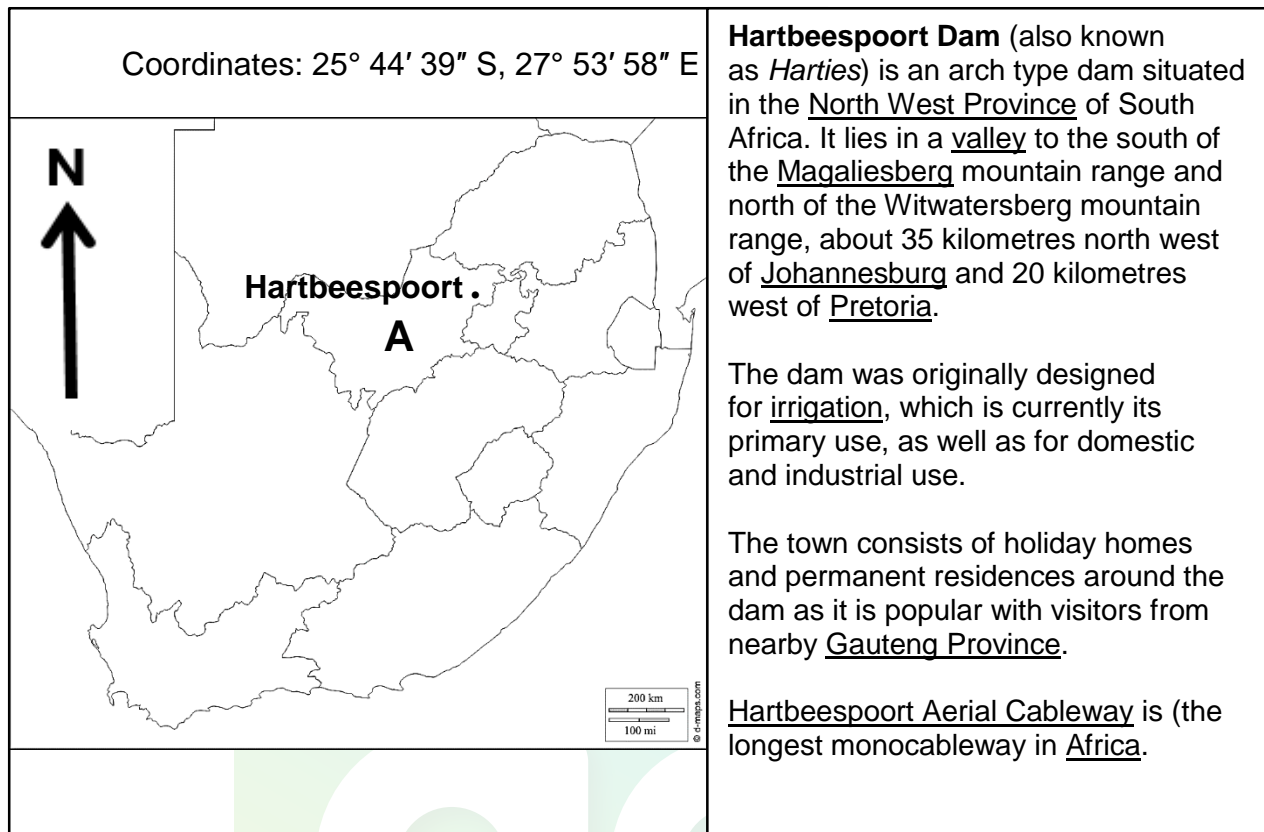 Coordinates: 25° 44′ 39″ S, 27° 53′ 58″ E
N
Hartbeespoort .
A
200 km
100 mi
© d-maps.com
Hartbeespoort Dam (also known
as Harties) is an arch type dam situated
in the North West Province of South
Africa. It lies in a valley to the south of
the Magaliesberg mountain range and
north of the Witwatersberg mountain
range, about 35 kilometres north west
of Johannesburg and 20 kilometres
west of Pretoria.
The dam was originally designed
for irrigation, which is currently its
primary use, as well as for domestic
and industrial use.
The town consists of holiday homes
and permanent residences around the
dam as it is popular with visitors from
nearby Gauteng Province.
Hartbeespoort Aerial Cableway is (the
longest monocableway in Africa.